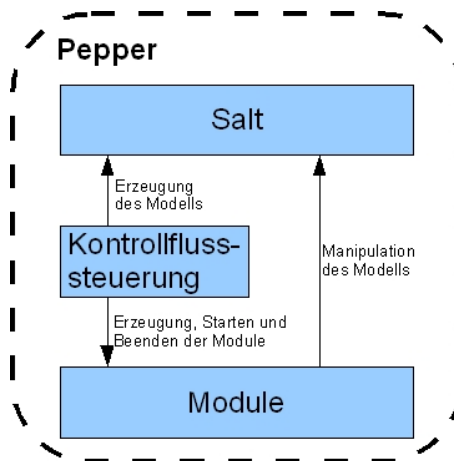 Pepper
Salt
Erzeugung
des Modells
Kontrollfluss-
steuerung
Manipulation
des Modells
Erzeugung, Starten und
Beenden der Module
Module